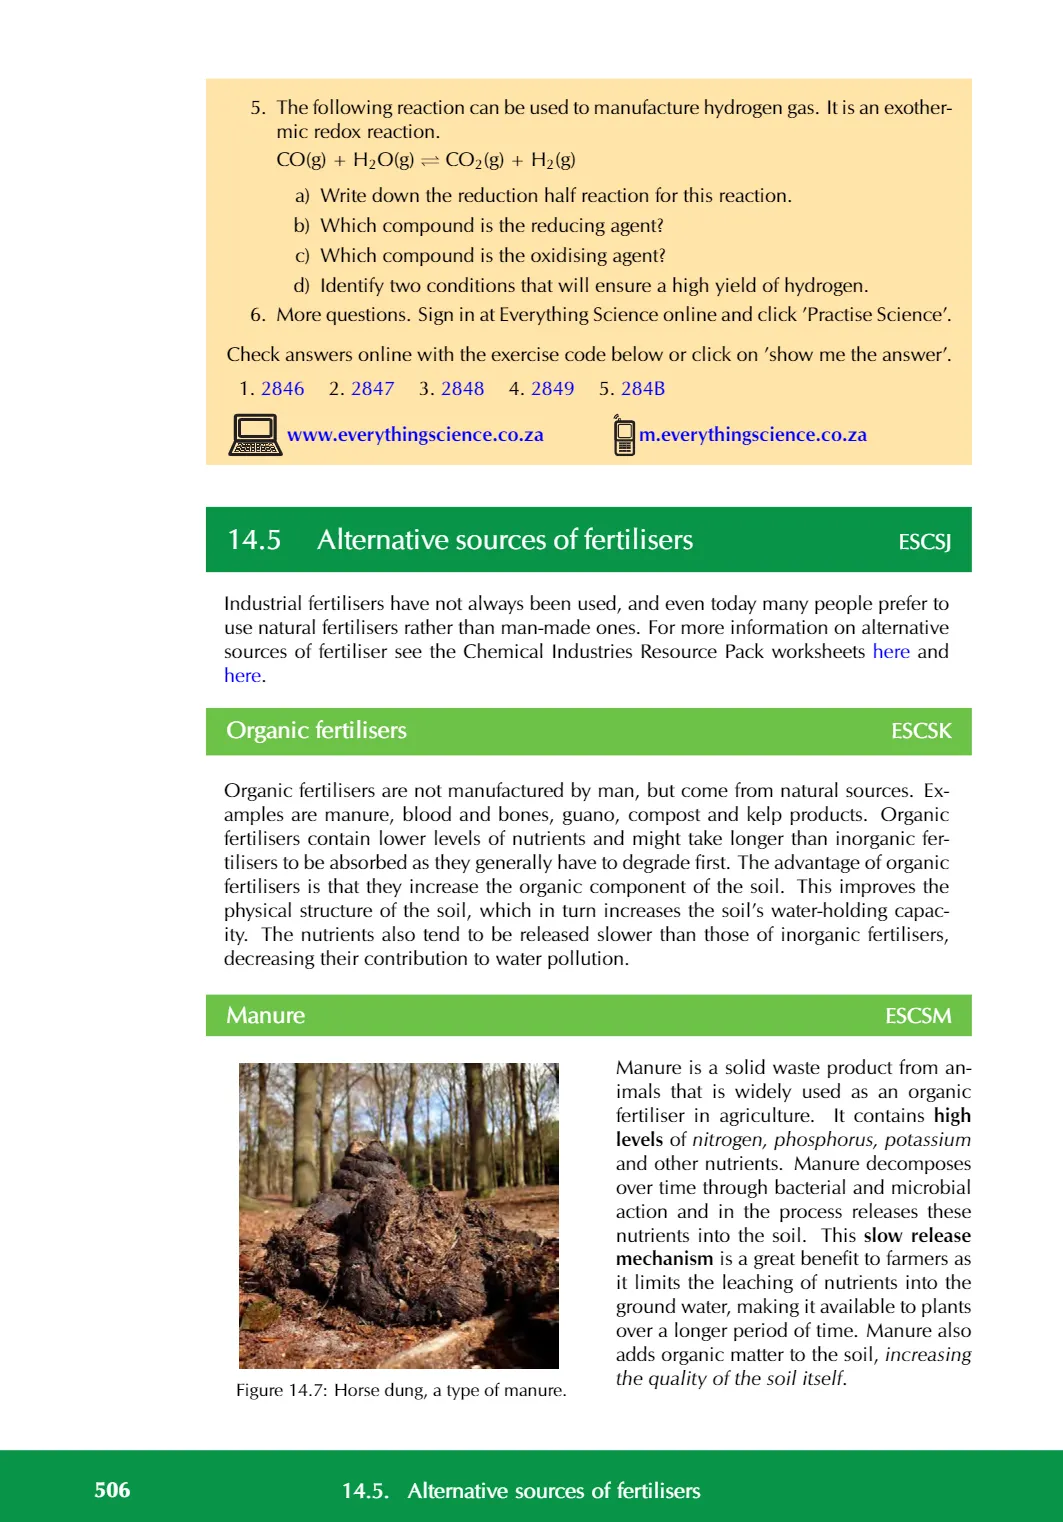 5. The following reaction can be used to manufacture hydrogen gas. It is an exother-
mic redox reaction.
CO(g) + H₂O(g) ⇌ CO₂(g) + H₂(g)
a) Write down the reduction half reaction for this reaction.
b) Which compound is the reducing agent?
c) Which compound is the oxidising agent?
d) Identify two conditions that will ensure a high yield of hydrogen.
6. More questions. Sign in at Everything Science online and click 'Practise Science'.
Check answers online with the exercise code below or click on 'show me the answer'.
1. 2846 2. 2847 3. 2848 4. 2849 5. 284B
www.everythingscience.co.za m.everythingscience.co.za
14.5 Alternative sources of fertilisers ESCSJ
Industrial fertilisers have not always been used, and even today many people prefer to
use natural fertilisers rather than man-made ones. For more information on alternative
sources of fertiliser see the Chemical Industries Resource Pack worksheets here and
here.
Organic fertilisers ESCSK
Organic fertilisers are not manufactured by man, but come from natural sources. Ex-
amples are manure, blood and bones, guano, compost and kelp products. Organic
fertilisers contain lower levels of nutrients and might take longer than inorganic fer-
tilisers to be absorbed as they generally have to degrade first. The advantage of organic
fertilisers is that they increase the organic component of the soil. This improves the
physical structure of the soil, which in turn increases the soil's water-holding capac-
ity. The nutrients also tend to be released slower than those of inorganic fertilisers,
decreasing their contribution to water pollution.
Manure ESCSM
Manure is a solid waste product from an-
imals that is widely used as an organic
fertiliser in agriculture. It contains high
levels of nitrogen, phosphorus, potassium
and other nutrients. Manure decomposes
over time through bacterial and microbial
action and in the process releases these
nutrients into the soil. This slow release
mechanism is a great benefit to farmers as
it limits the leaching of nutrients into the
ground water, making it available to plants
over a longer period of time. Manure also
adds organic matter to the soil, increasing
the quality of the soil itself.
Figure 14.7: Horse dung, a type of manure.
506 14.5. Alternative sources of fertilisers